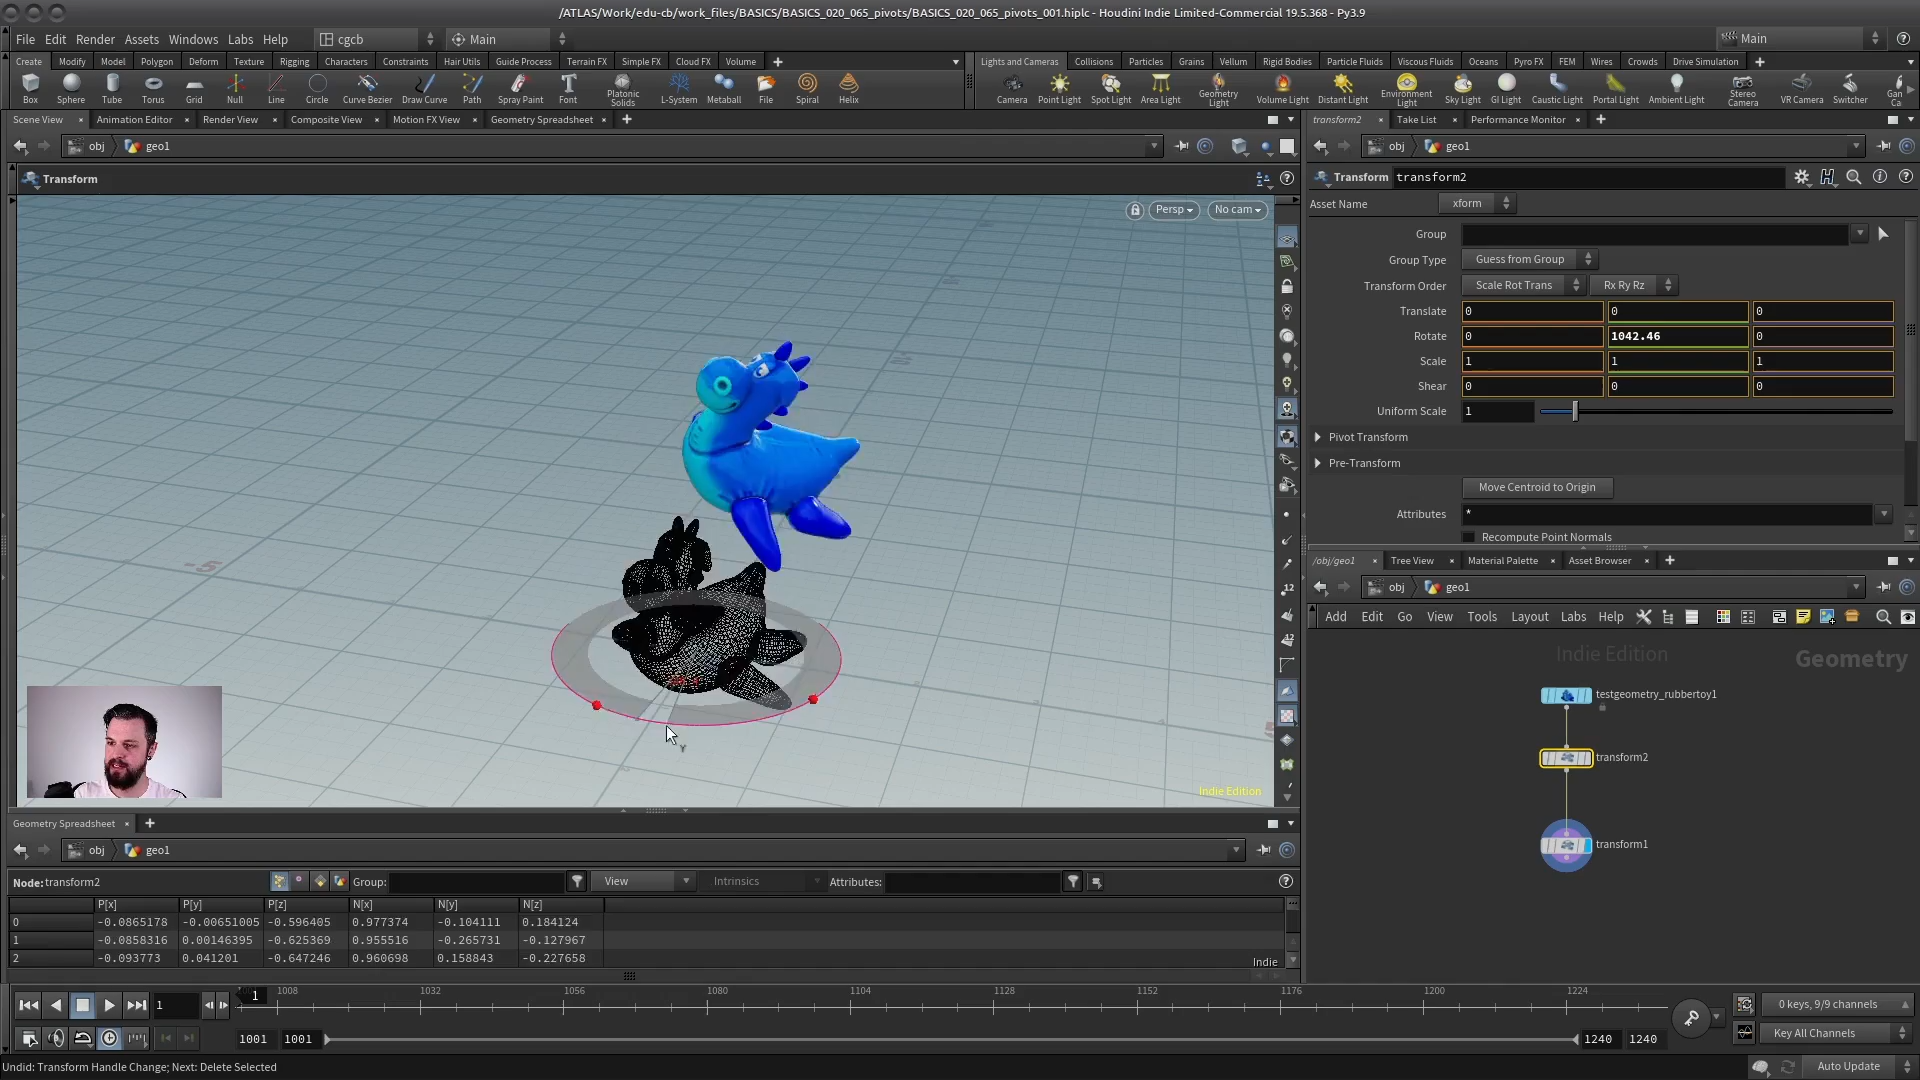 /ATLAS/Work/edu-cb/work_files/BASICS/BASICS_020_065_pivots/BASICS_020_065_pivots_001.hiplc - Houdini Indie Limited-Commercial 19.5.368 - Py3.9
File Edit Render Assets Windows Labs Help cgcb Main Main
Create Modify Model Polygon Deform Texture Rigging Characters Constraints Hair Utils Guide Process Terrain FX Simple FX Cloud FX Volume
Lights and Cameras Collisions Particles Grains Vellum Rigid Bodies Particle Fluids Viscous Fluids Oceans Pyro FX FEM Wires Crowds Drive Simulation
Box Sphere Tube Torus Grid Null Line Circle Curve Bezier Draw Curve Path Spray Paint Font Platonic Solids L-System Metaball File Spiral Helix
Camera Point Light Spot Light Area Light Geometry Light Volume Light Distant Light Environment Light Sky Light GI Light Caustic Light Portal Light Ambient Light Stereo Camera VR Camera Switcher Gan Ca
Scene View Animation Editor Render View Composite View Motion FX View Geometry Spreadsheet
obj geo1
Transform
Persp No cam
-5
Y
Indie Edition
transform2 Take List Performance Monitor
obj geo1
Transform transform2
Asset Name xform
Group
Group Type Guess from Group
Transform Order Scale Rot Trans Rx Ry Rz
Translate 0 0 0
Rotate 0 1042.46 0
Scale 1 1 1
Shear 0 0 0
Uniform Scale 1
Pivot Transform
Pre-Transform
Move Centroid to Origin
Attributes *
Recompute Point Normals
/obj/geo1 Tree View Material Palette Asset Browser
obj geo1
Add Edit Go View Tools Layout Labs Help
Indie Edition Geometry
testgeometry_rubbertoy1
transform2
transform1
Geometry Spreadsheet
obj geo1
Node:transform2 Group: View Intrinsics Attributes:
P[x] P[y] P[z] N[x] N[y] N[z]
0 -0.0865178 -0.00651005 -0.596405 0.977374 -0.104111 0.184124
1 -0.0858316 0.00146395 -0.625369 0.955516 -0.265731 -0.127967
2 -0.093773 0.041201 -0.647246 0.960698 0.158843 -0.227658
Indie
1 1 1008 1032 1056 1080 1104 1128 1152 1176 1200 1224
0 keys, 9/9 channels
1001 1001 1240 1240 Key All Channels
Undid: Transform Handle Change; Next: Delete Selected Auto Update